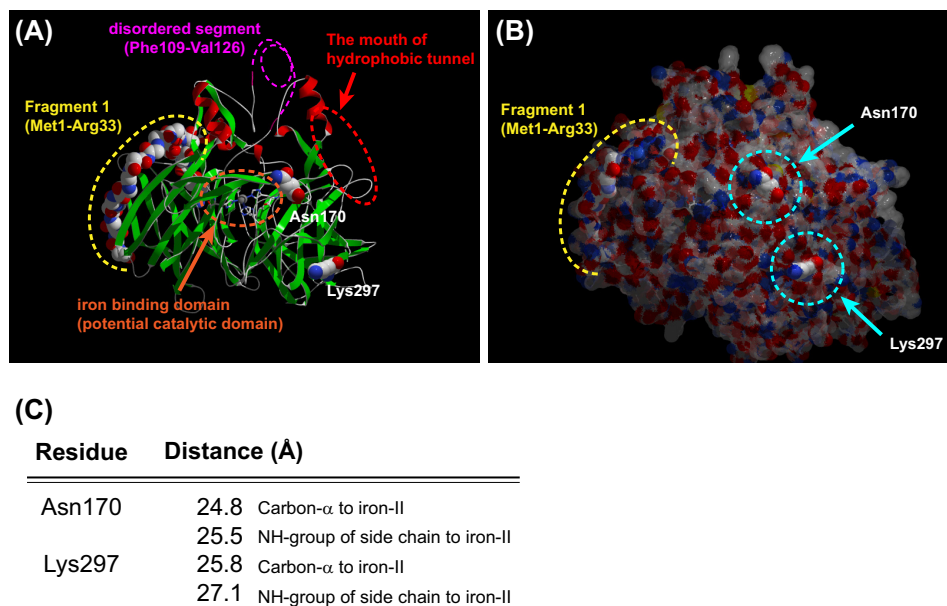 (A)
disordered segment
(Phe109-Val126)
The mouth of
hydrophobic tunnel
Fragment 1
(Met1-Arg33)
Asn170
Lys297
iron binding domain
(potential catalytic domain)
(B)
Fragment 1
(Met1-Arg33)
Asn170
Lys297
(C)
Residue Distance (Å)
Asn170 24.8 Carbon-α to iron-II
25.5 NH-group of side chain to iron-II
Lys297 25.8 Carbon-α to iron-II
27.1 NH-group of side chain to iron-II